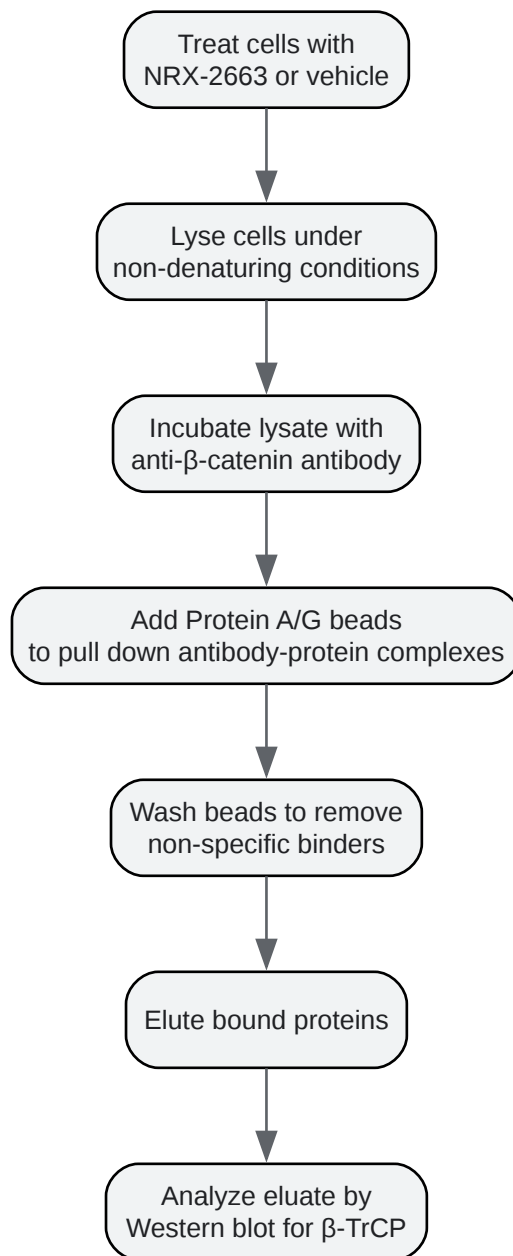 Treat cells with
NRX-2663 or vehicle
Lyse cells under
non-denaturing conditions
Incubate lysate with
anti-β-catenin antibody
Add Protein A/G beads
to pull down antibody-protein complexes
Wash beads to remove
non-specific binders
Elute bound proteins
Analyze eluate by
Western blot for β-TrCP